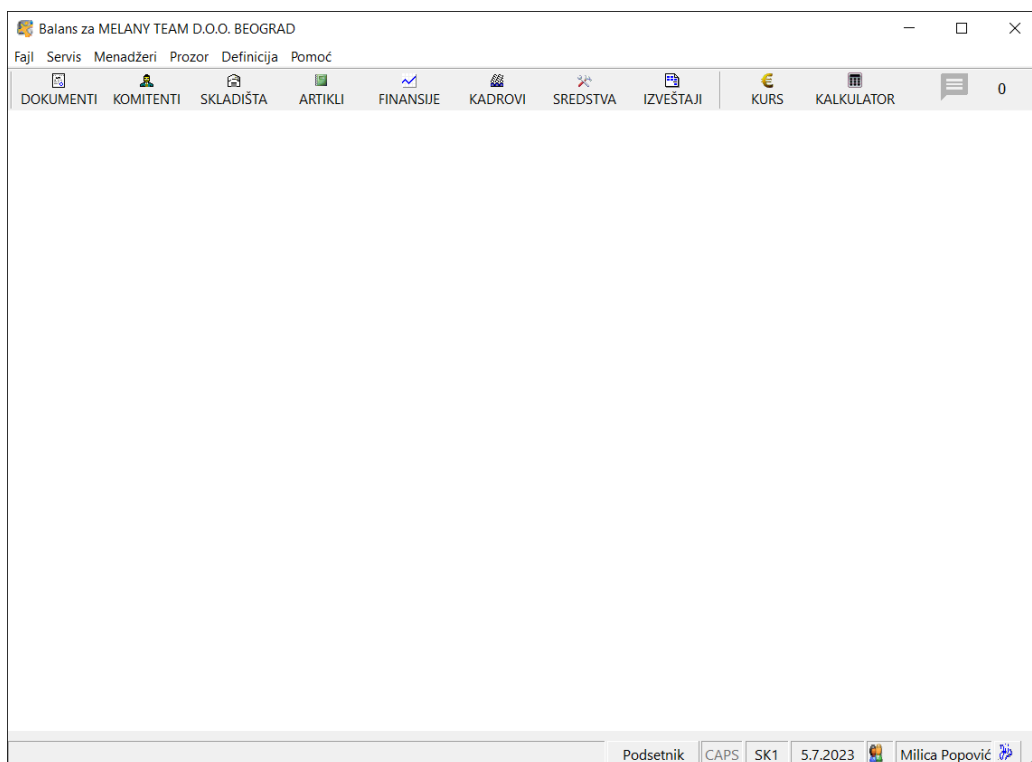 Balans za MELANY TEAM D.O.O. BEOGRAD
Fajl Servis Menadžeri Prozor Definicija Pomoć
DOKUMENTI KOMITENTI SKLADIŠTA ARTIKLI FINANSIJE KADROVI SREDSTVA IZVEŠTAJI KURS KALKULATOR 0
Podsetnik CAPS SK1 5.7.2023 Milica Popović